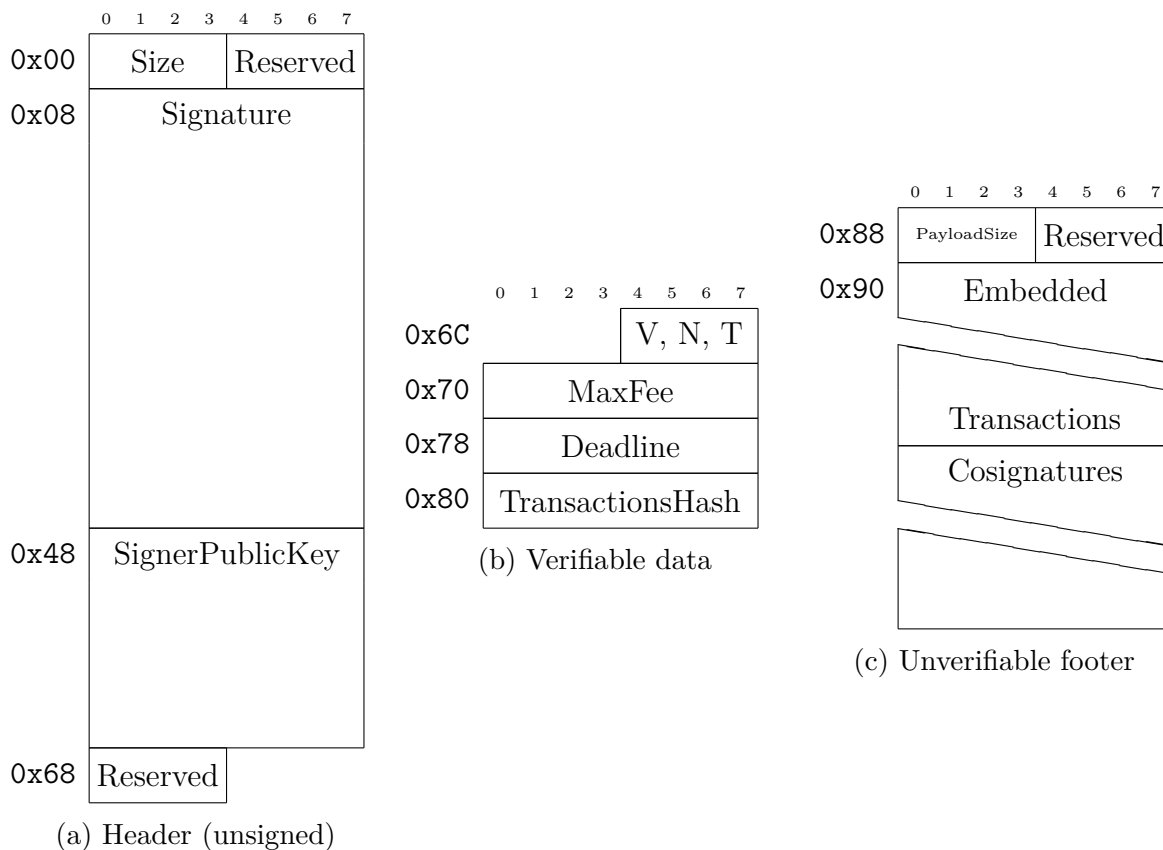 0 1 2 3 4 5 6 7
0x00 Size Reserved
0x08 Signature
0x48 SignerPublicKey
0x68 Reserved
(a) Header (unsigned)
0 1 2 3 4 5 6 7
0x6C V, N, T
0x70 MaxFee
0x78 Deadline
0x80 TransactionsHash
(b) Verifiable data
0 1 2 3 4 5 6 7
0x88 PayloadSize Reserved
0x90 Embedded
Transactions
Cosignatures
(c) Unverifiable footer